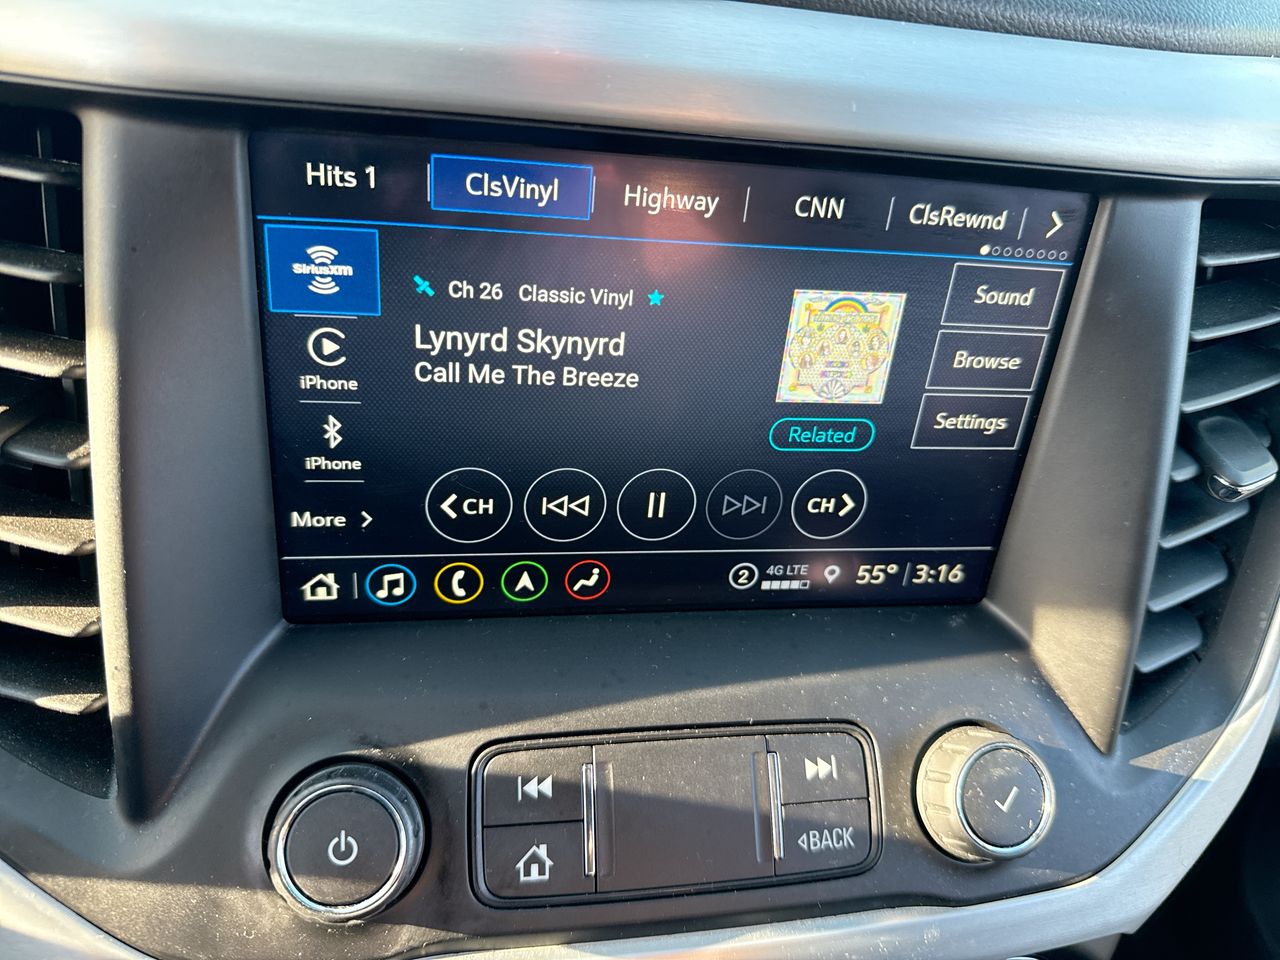 Hits 1
ClsVinyl
Highway
CNN
ClsRewnd
SiriusXM
iPhone
iPhone
More
Ch 26 Classic Vinyl
Lynyrd Skynyrd
Call Me The Breeze
Related
Sound
Browse
Settings
CH
CH
2
4G LTE
55° 3:16
BACK